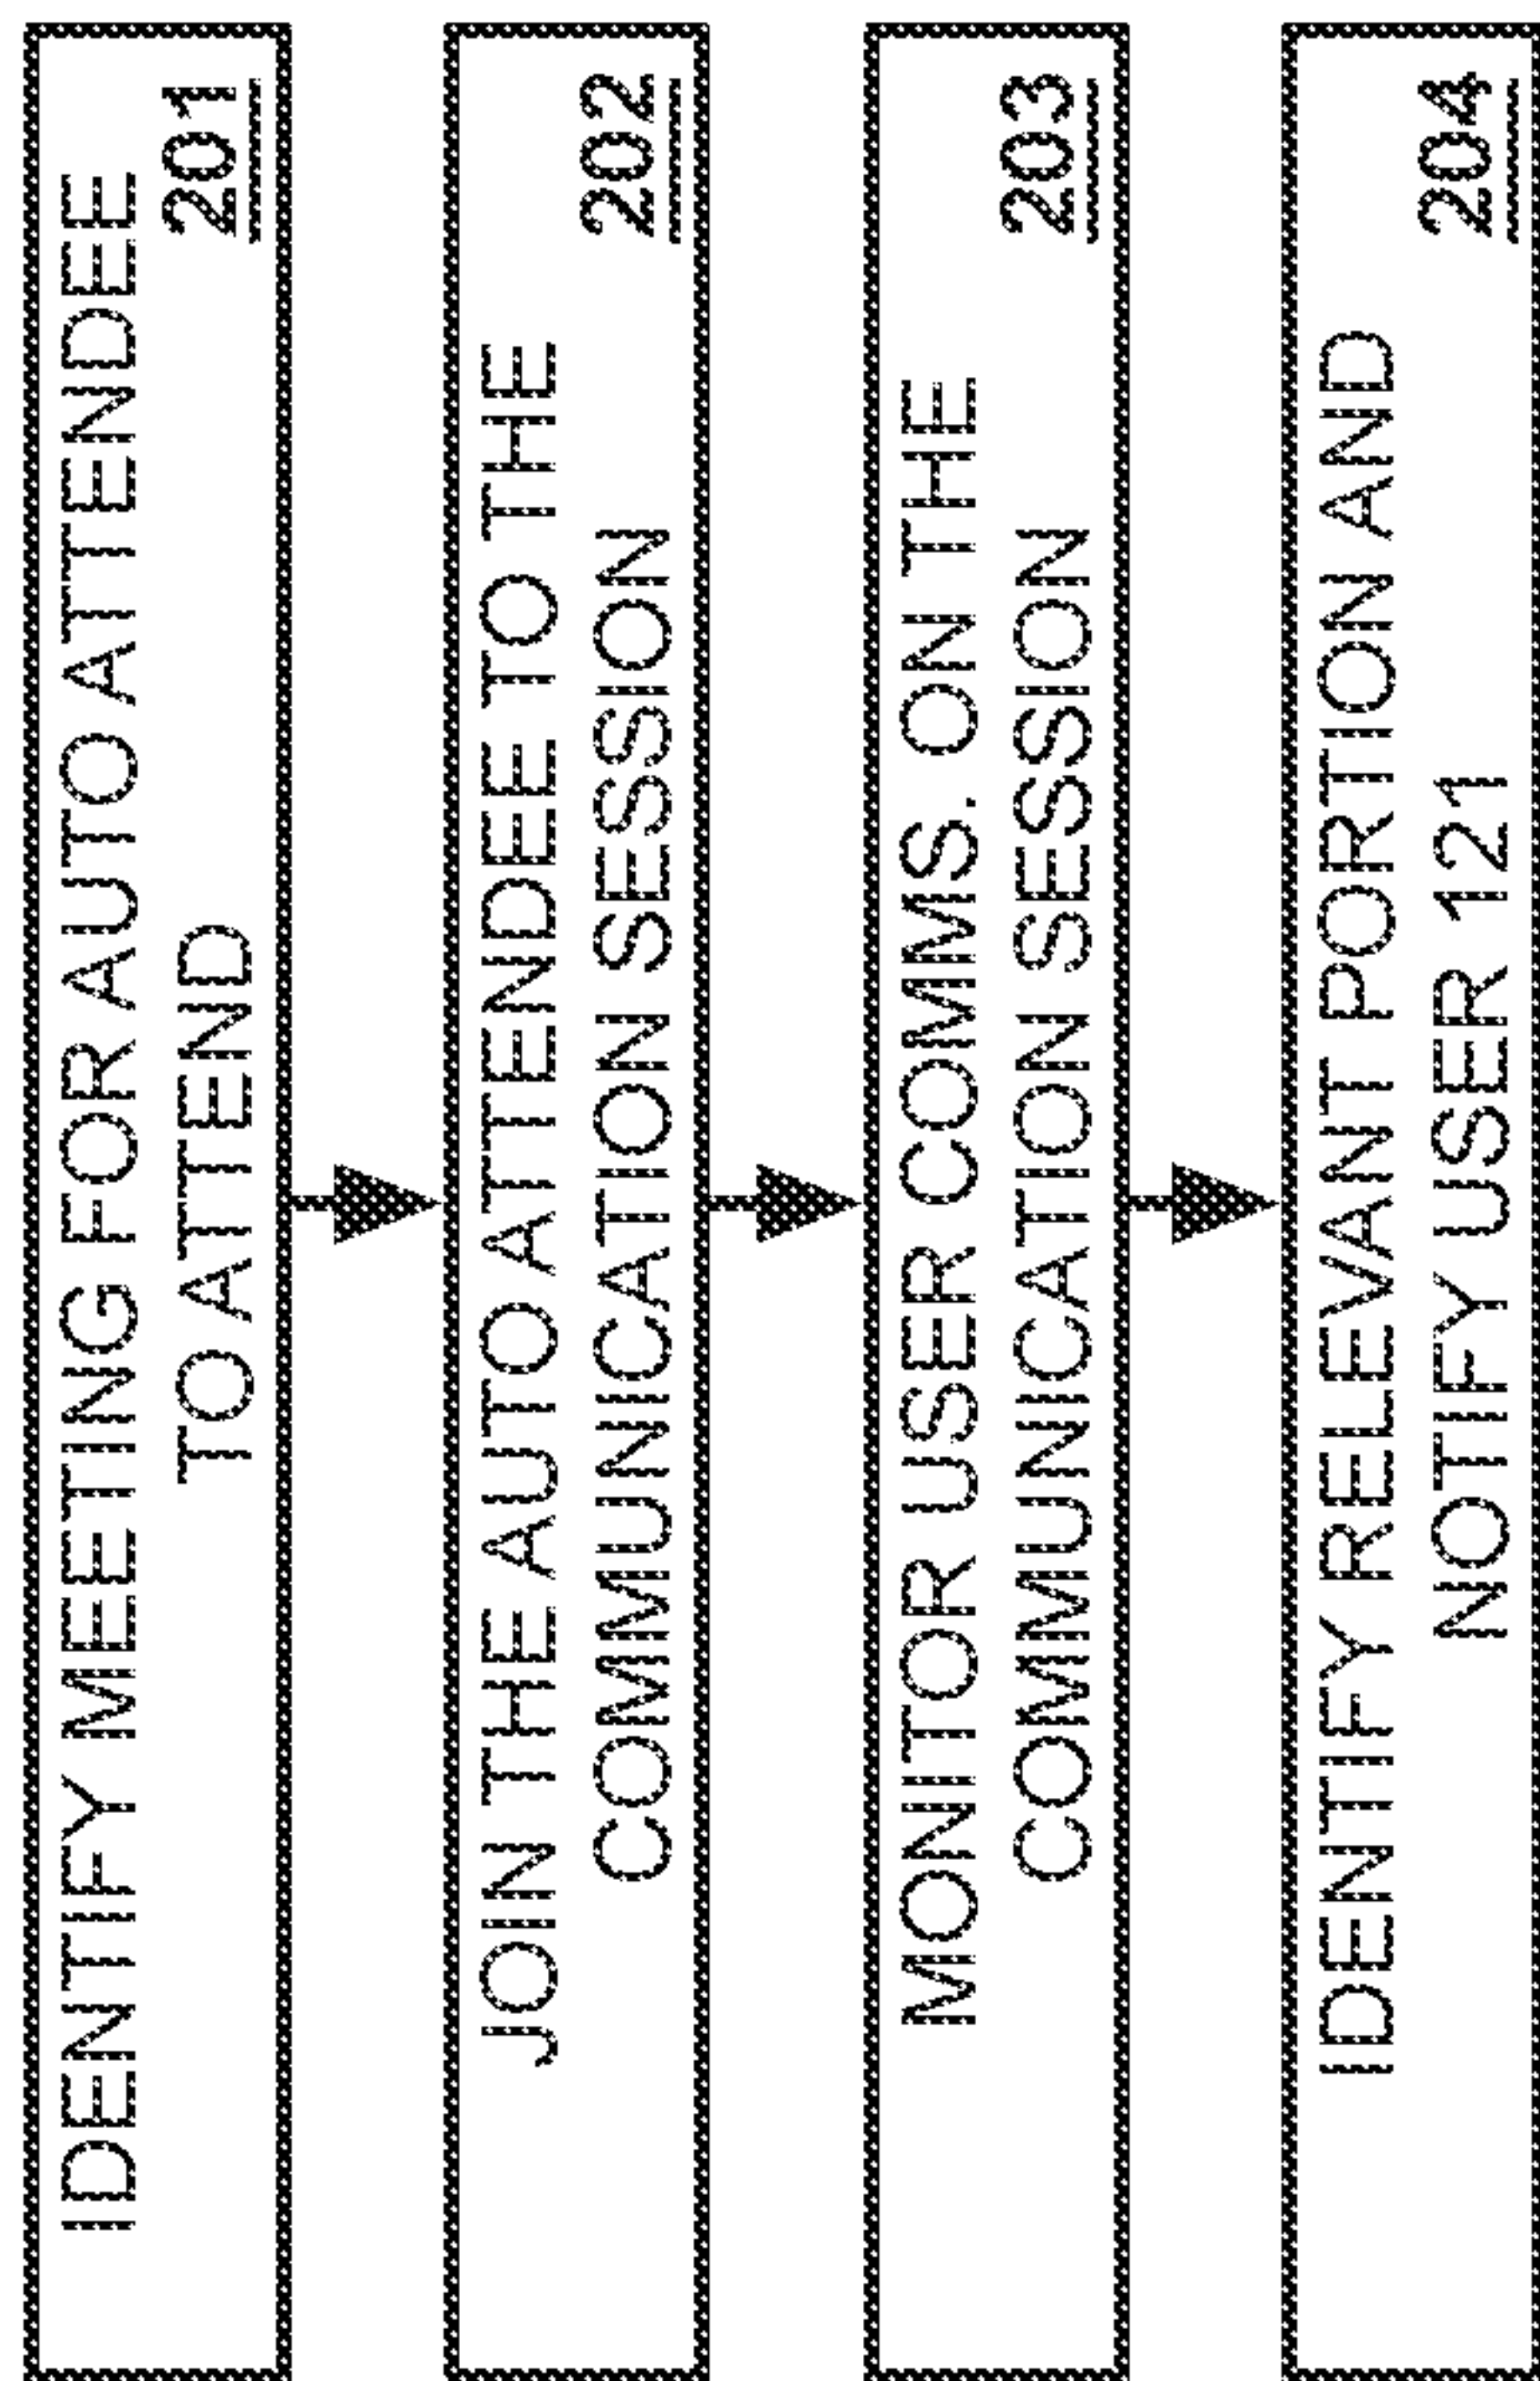 IDENTIFY MEETING FOR AUTO ATTENDEE
TO ATTEND
201
JOIN THE AUTO ATTENDEE TO THE
COMMUNICATION SESSION
202
MONITOR USER COMMS. ON THE
COMMUNICATION SESSION
203
IDENTIFY RELEVANT PORTION AND
NOTIFY USER 121
204